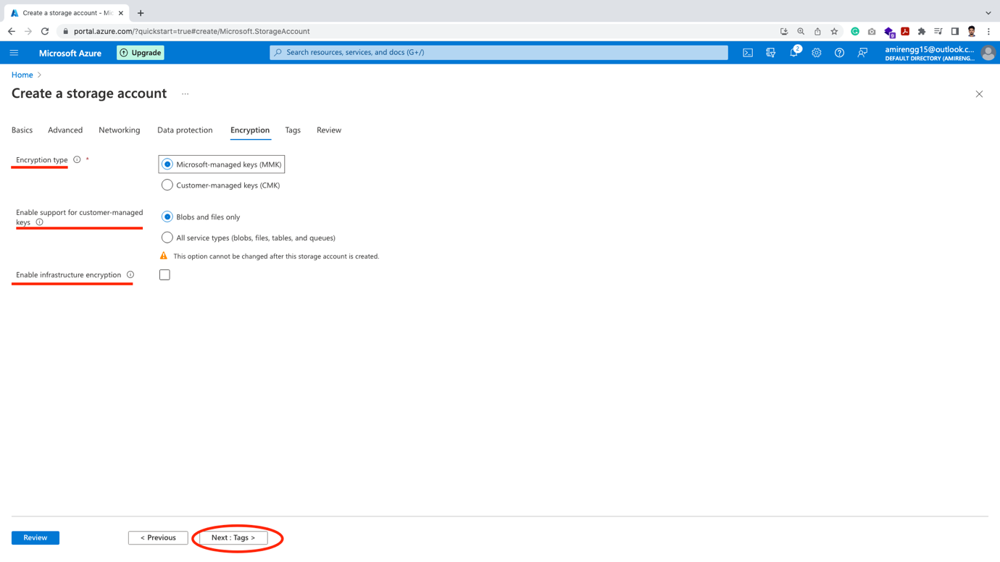 Create a storage account - Mic
portal.azure.com/?quickstart=true#create/Microsoft.StorageAccount
9
Microsoft Azure
Upgrade
Search resources, services, and docs (G+/)
2
amirengg15@outlook.c...
DEFAULT DIRECTORY (AMIRENG...
Home >
Create a storage account ...
Basics Advanced Networking Data protection Encryption Tags Review
Encryption type *
Microsoft-managed keys (MMK)
Customer-managed keys (CMK)
Enable support for customer-managed
keys
Blobs and files only
All service types (blobs, files, tables, and queues)
This option cannot be changed after this storage account is created.
Enable infrastructure encryption
Review
< Previous
Next : Tags >